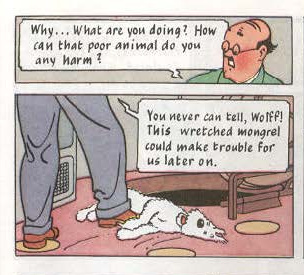 Why... What are you doing? How
can that poor animal do you
any harm?
You never can tell, Wolff!
This wretched mongrel
could make trouble for
us later on.